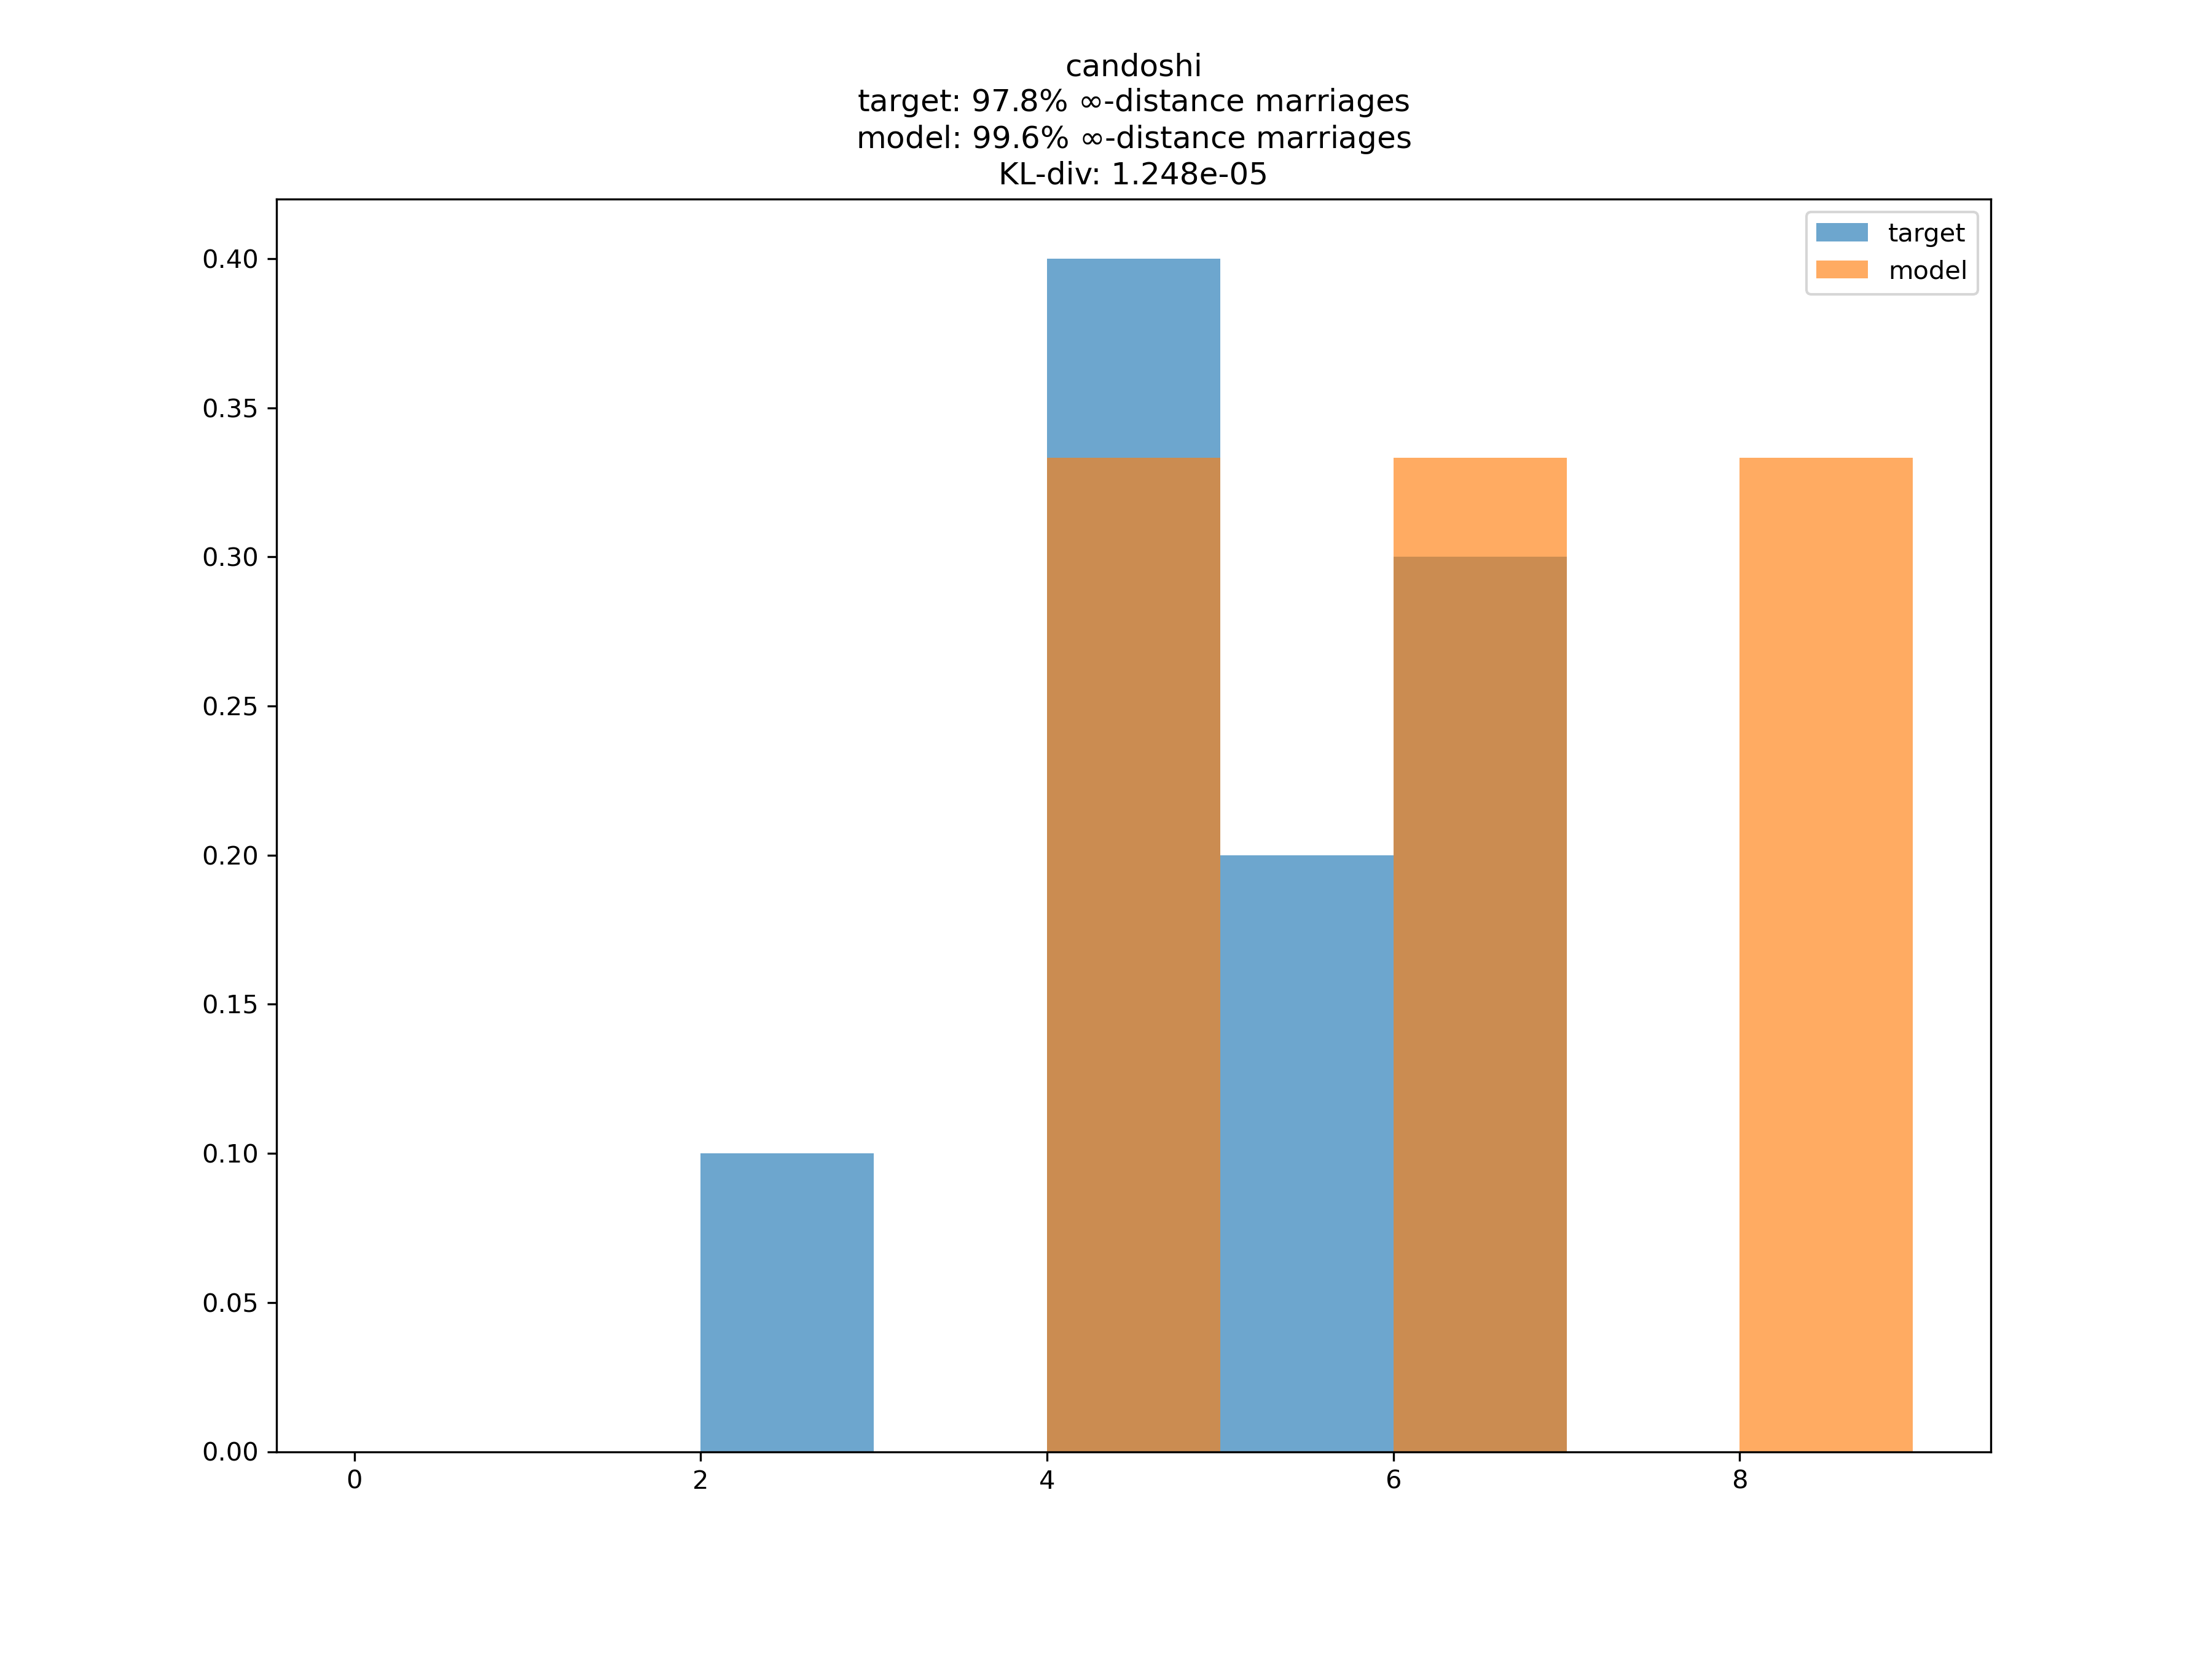 candoshi
target: 97.8% ∞-distance marriages
model: 99.6% ∞-distance marriages
KL-div: 1.248e-05
target
model
0.40
0.35
0.30
0.25
0.20
0.15
0.10
0.05
0.00
0 2 4 6 8